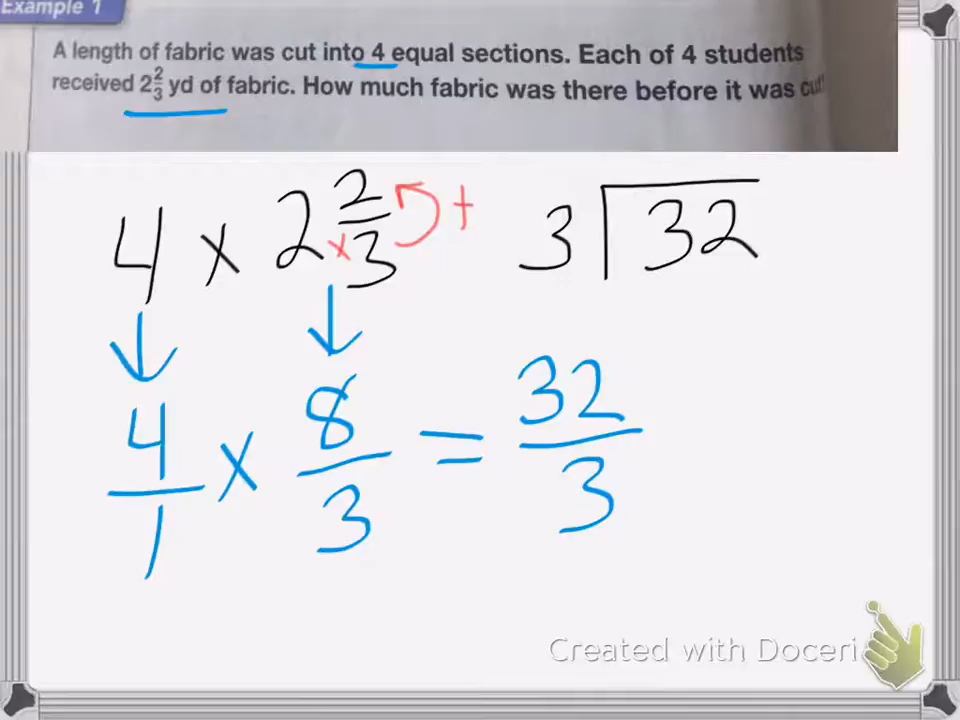 Example 1
A length of fabric was cut into 4 equal sections. Each of 4 students
received 2 2/3 yd of fabric. How much fabric was there before it was cut
4 x 2 2/3 x + 3 32
4/1 x 8/3 = 32/3
Created with Doceri